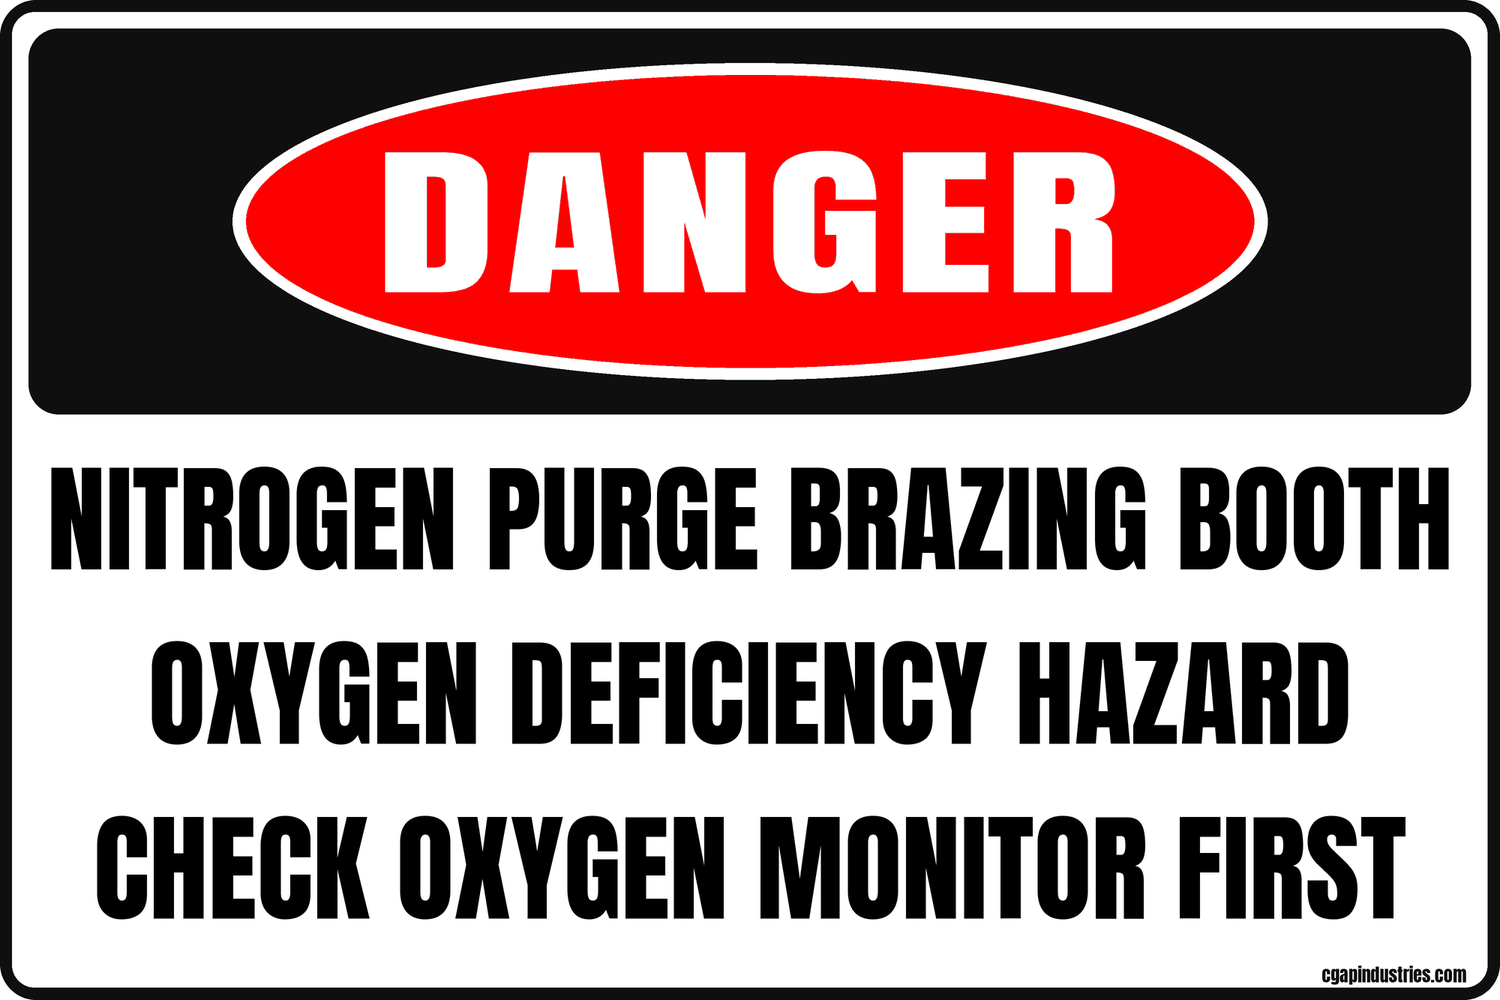 DANGER
NITROGEN PURGE BRAZING BOOTH
OXYGEN DEFICIENCY HAZARD
CHECK OXYGEN MONITOR FIRST
cgapindustries.com